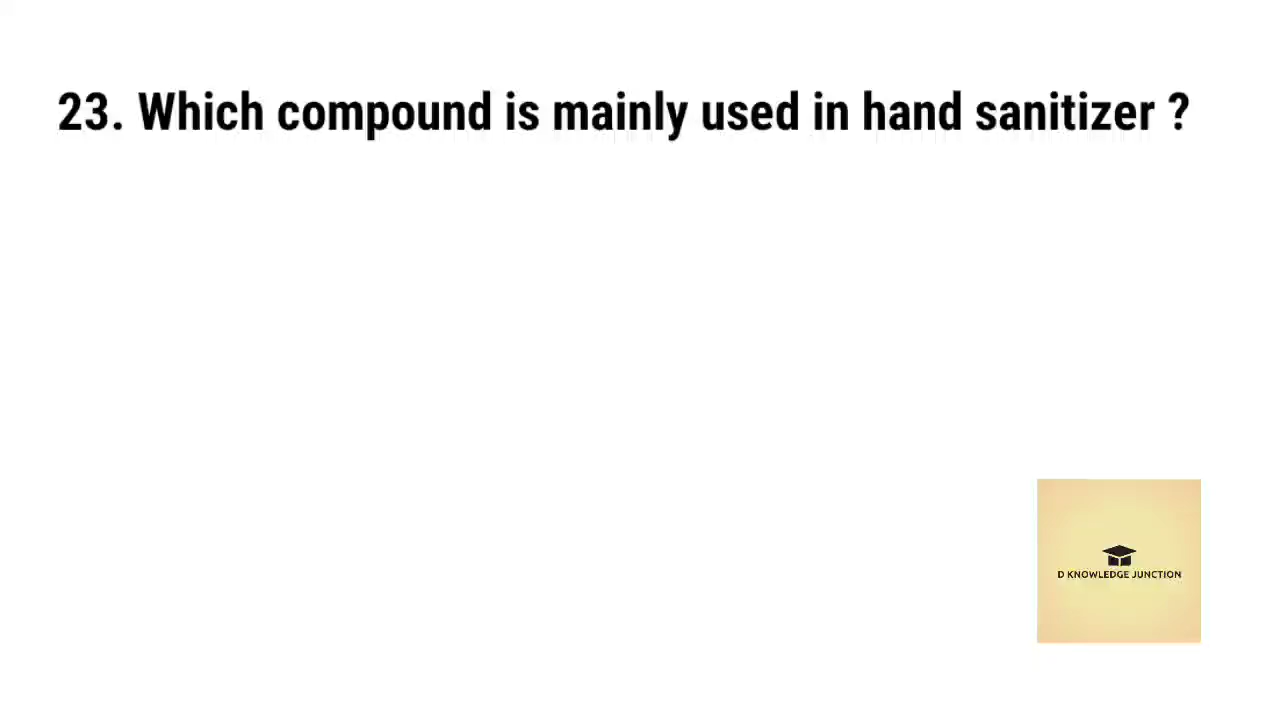 23. Which compound is mainly used in hand sanitizer ?
D KNOWLEDGE JUNCTION